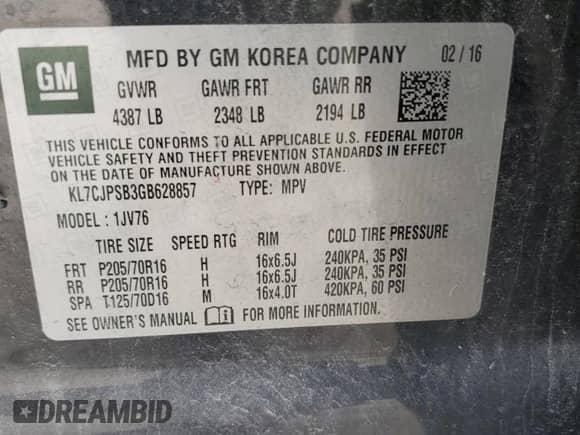 GM
MFD BY GM KOREA COMPANY 02/16
GVWR GAWR FRT GAWR RR
4387 LB 2348 LB 2194 LB
THIS VEHICLE CONFORMS TO ALL APPLICABLE U.S. FEDERAL MOTOR
VEHICLE SAFETY AND THEFT PREVENTION STANDARDS IN EFFECT
ON THE DATE OF MANUFACTURE SHOWN ABOVE.
KL7CJPSB3GB628857 TYPE: MPV
MODEL: 1JV76
TIRE SIZE SPEED RTG RIM COLD TIRE PRESSURE
FRT P205/70R16 H 16x6.5J 240KPA, 35 PSI
RR P205/70R16 H 16x6.5J 240KPA, 35 PSI
SPA T125/70D16 M 16x4.0T 420KPA, 60 PSI
SEE OWNER'S MANUAL FOR MORE INFORMATION.
DREAMBID